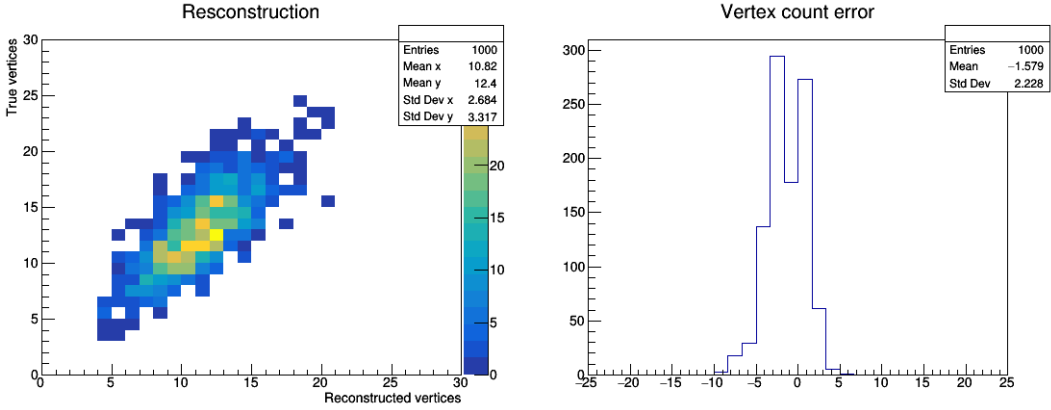 Resconstruction
Entries 1000
Mean x 10.82
Mean y 12.4
Std Dev x 2.684
Std Dev y 3.317
True vertices
30
25
20
15
10
5
0
0 5 10 15 20 25 30
Reconstructed vertices
20
15
10
5
0
Vertex count error
Entries 1000
Mean −1.579
Std Dev 2.228
300
250
200
150
100
50
0
−25 −20 −15 −10 −5 0 5 10 15 20 25